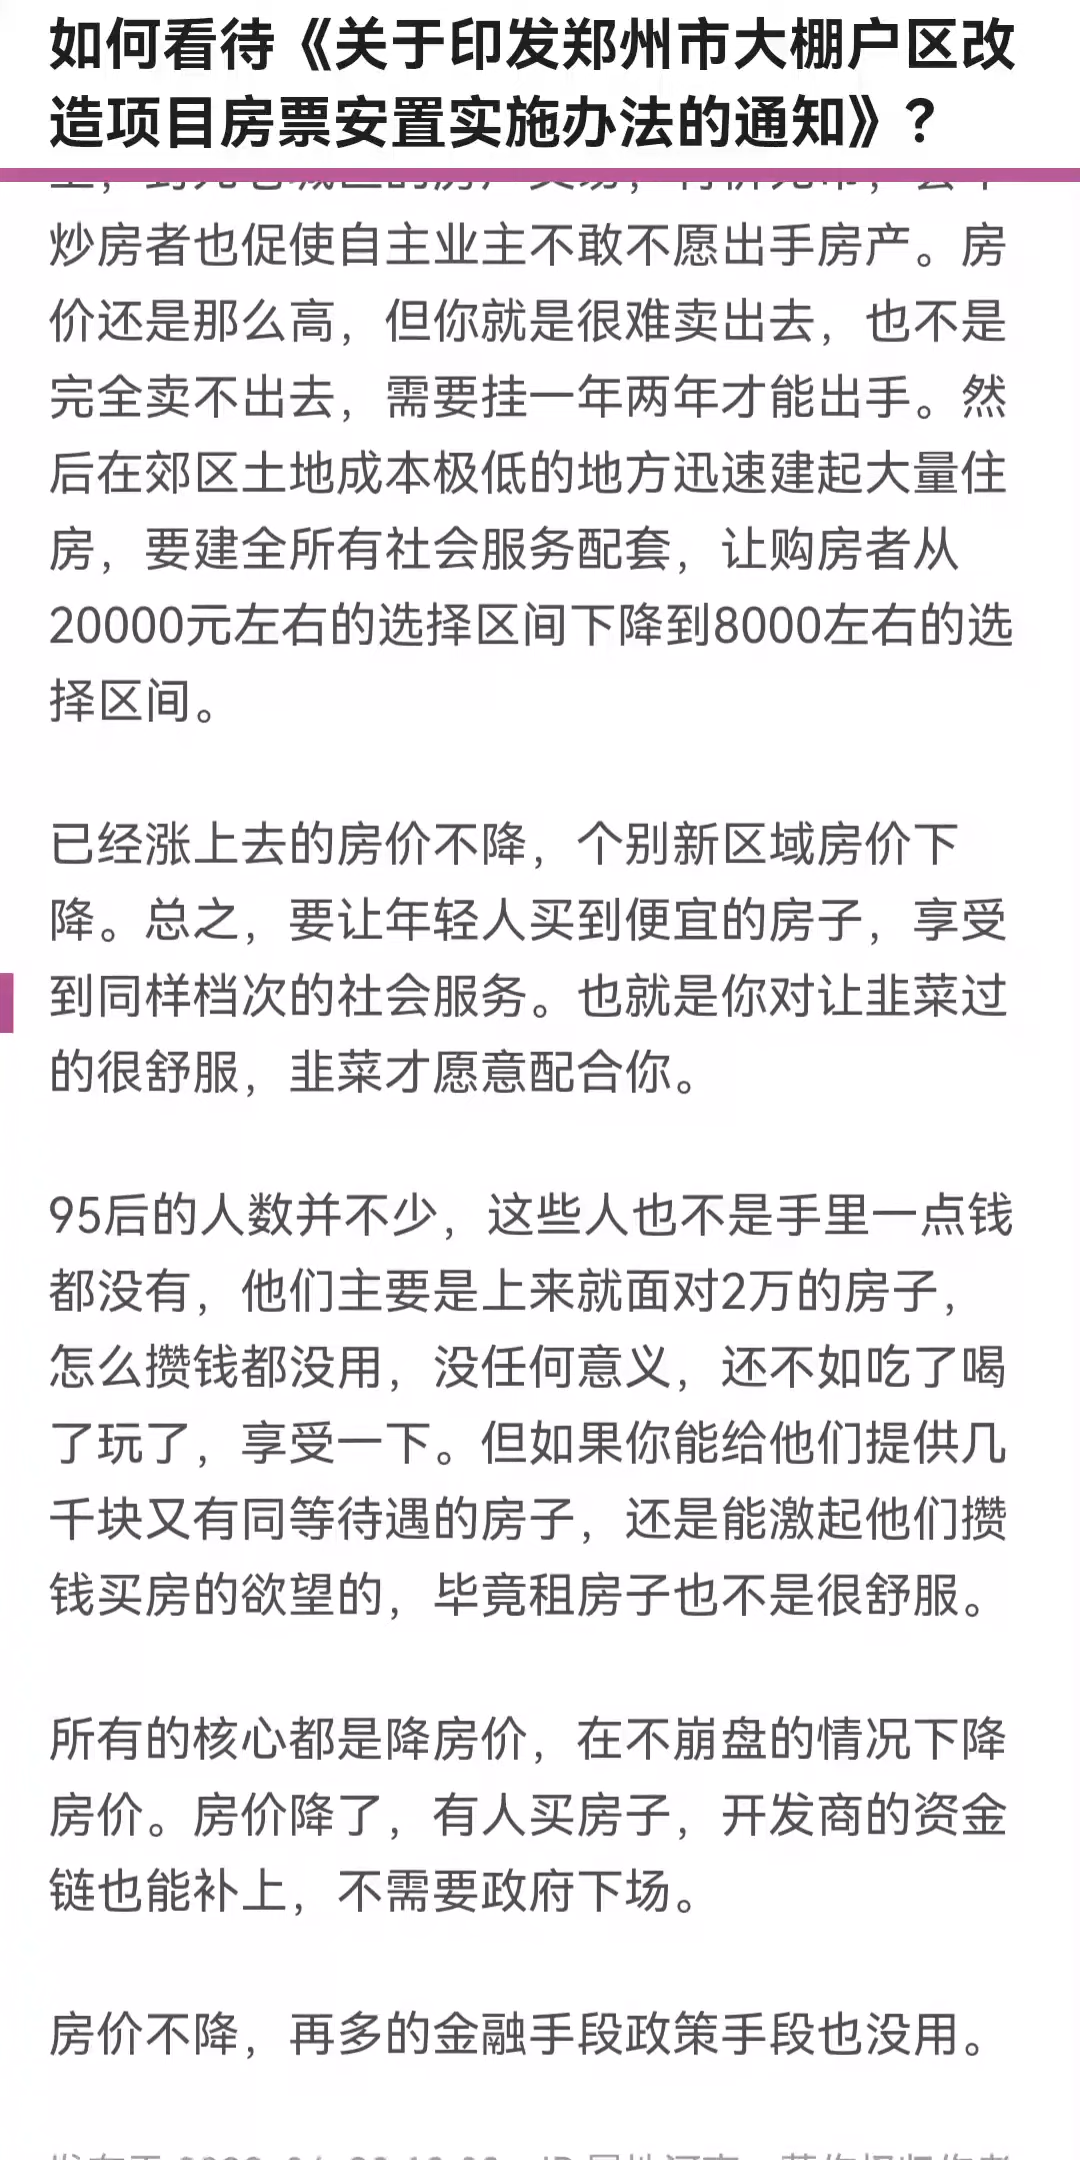 如何看待《关于印发郑州市大棚户区改
造项目房票安置实施办法的通知》？
炒房者也促使自主业主不敢不愿出手房产。房
价还是那么高，但你就是很难卖出去，也不是
完全卖不出去，需要挂一年两年才能出手。然
后在郊区土地成本极低的地方迅速建起大量住
房，要建全所有社会服务配套，让购房者从
20000元左右的选择区间下降到8000左右的选
择区间。
已经涨上去的房价不降，个别新区域房价下
降。总之，要让年轻人买到便宜的房子，享受
到同样档次的社会服务。也就是你对让韭菜过
的很舒服，韭菜才愿意配合你。
95后的人数并不少，这些人也不是手里一点钱
都没有，他们主要是上来就面对2万的房子，
怎么攒钱都没用，没任何意义，还不如吃了喝
了玩了，享受一下。但如果你能给他们提供几
千块又有同等待遇的房子，还是能激起他们攒
钱买房的欲望的，毕竟租房子也不是很舒服。
所有的核心都是降房价，在不崩盘的情况下降
房价。房价降了，有人买房子，开发商的资金
链也能补上，不需要政府下场。
房价不降，再多的金融手段政策手段也没用。